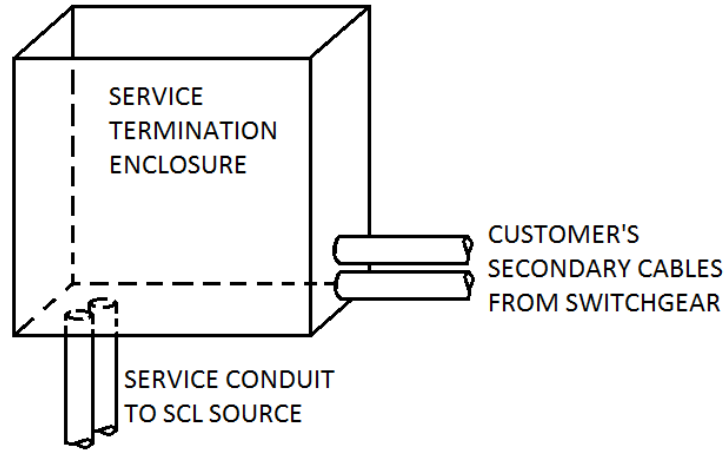 SERVICE
TERMINATION
ENCLOSURE
CUSTOMER'S
SECONDARY CABLES
FROM SWITCHGEAR
SERVICE CONDUIT
TO SCL SOURCE